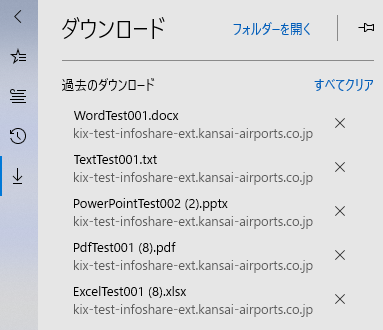 ダウンロード
フォルダーを開く
過去のダウンロード
すべてクリア
WordTest001.docx
kix-test-infoshare-ext.kansai-airports.co.jp
TextTest001.txt
kix-test-infoshare-ext.kansai-airports.co.jp
PowerPointTest002 (2).pptx
kix-test-infoshare-ext.kansai-airports.co.jp
PdfTest001 (8).pdf
kix-test-infoshare-ext.kansai-airports.co.jp
ExcelTest001 (8).xlsx
kix-test-infoshare-ext.kansai-airports.co.jp